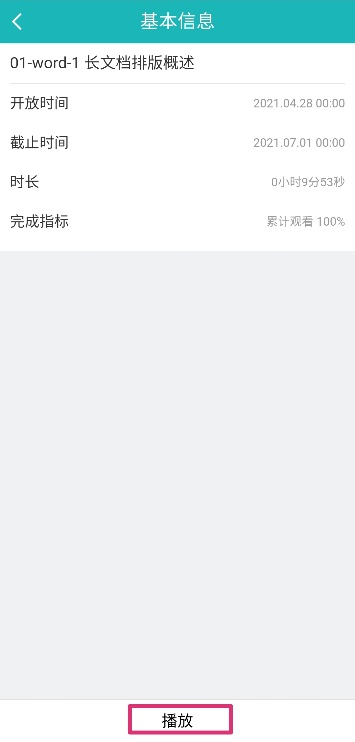 基本信息
01-word-1 长文档排版概述
开放时间 2021.04.28 00:00
截止时间 2021.07.01 00:00
时长 0小时9分53秒
完成指标 累计观看 100%
播放